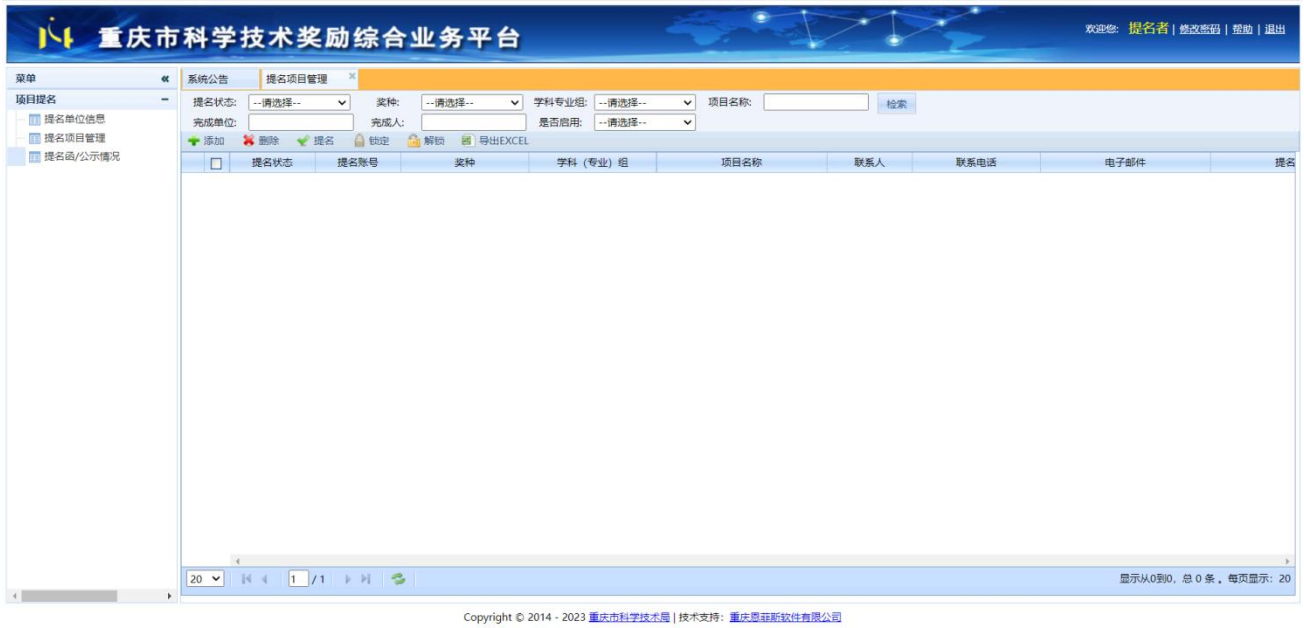 重庆市科学技术奖励综合业务平台
欢迎您: 提名者 | 修改密码 | 帮助 | 退出
菜单 «
项目提名 −
提名单位信息
提名项目管理
提名函/公示情况
系统公告 提名项目管理 ×
提名状态: --请选择-- 奖种: --请选择-- 学科专业组: --请选择-- 项目名称: 检索
完成单位: 完成人: 是否启用: --请选择--
添加 删除 提名 锁定 解锁 导出EXCEL
提名状态 提名账号 奖种 学科（专业）组 项目名称 联系人 联系电话 电子邮件 提名
20 1 / 1 显示从0到0, 总 0 条 。每页显示: 20
Copyright © 2014 - 2023 重庆市科学技术局 | 技术支持: 重庆恩菲斯软件有限公司